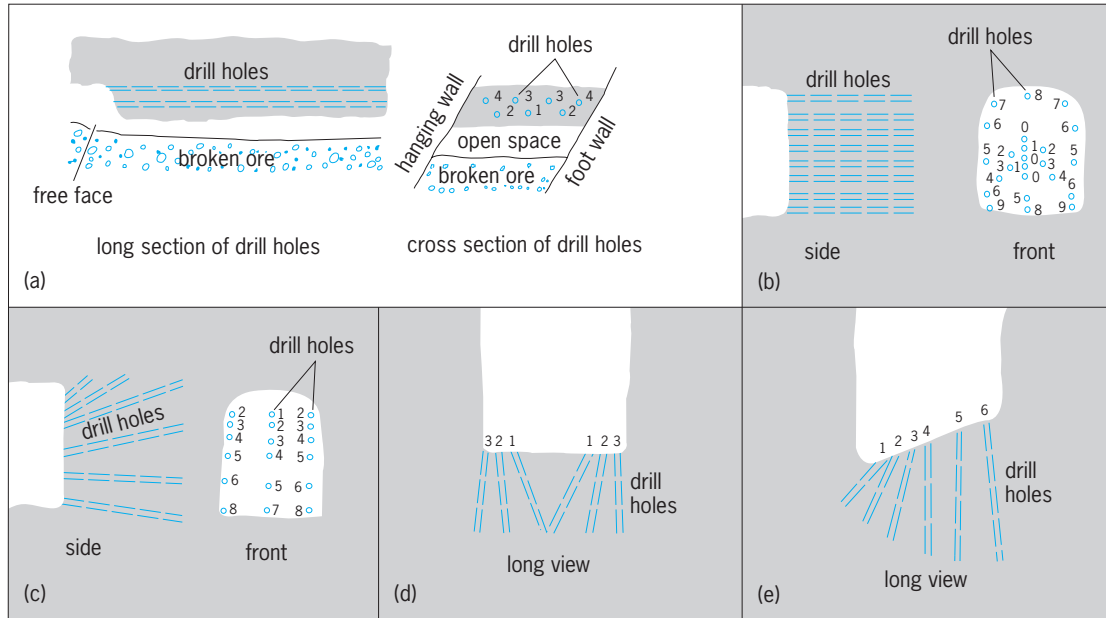 drill holes
broken ore
free face
long section of drill holes
drill holes
hanging wall
4 3 3 4
2 1 2
open space
broken ore
foot wall
cross section of drill holes
(a)
drill holes
side
drill holes
8
7 7
6 0 6
1
5 2 2 5
3 1 0 3
4 0 4
6 5 6
9 8 9
front
(b)
drill holes
side
drill holes
2 1 2
3 2 3
4 3 4
5 4 5
6 5 6
8 7 8
front
(c)
3 2 1 1 2 3
drill
holes
long view
(d)
1 2 3 4 5 6
drill
holes
long view
(e)